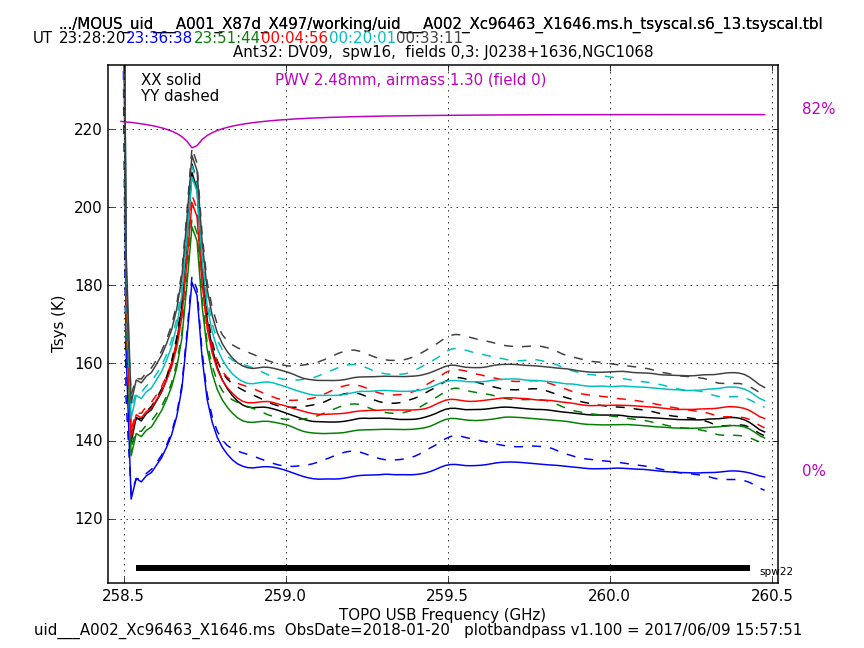 .../MOUS_uid___A001_X87d_X497/working/uid___A002_Xc96463_X1646.ms.h_tsyscal.s6_13.tsyscal.tbl
UT 23:28:20 23:36:38 23:51:44 00:04:56 00:20:01 00:33:11
Ant32: DV09,  spw16,  fields 0,3: J0238+1636,NGC1068
XX solid
YY dashed
PWV 2.48mm, airmass 1.30 (field 0)
82%
0%
220
200
180
160
140
120
Tsys (K)
spw22
258.5 259.0 259.5 260.0 260.5
TOPO USB Frequency (GHz)
uid___A002_Xc96463_X1646.ms  ObsDate=2018-01-20   plotbandpass v1.100 = 2017/06/09 15:57:51